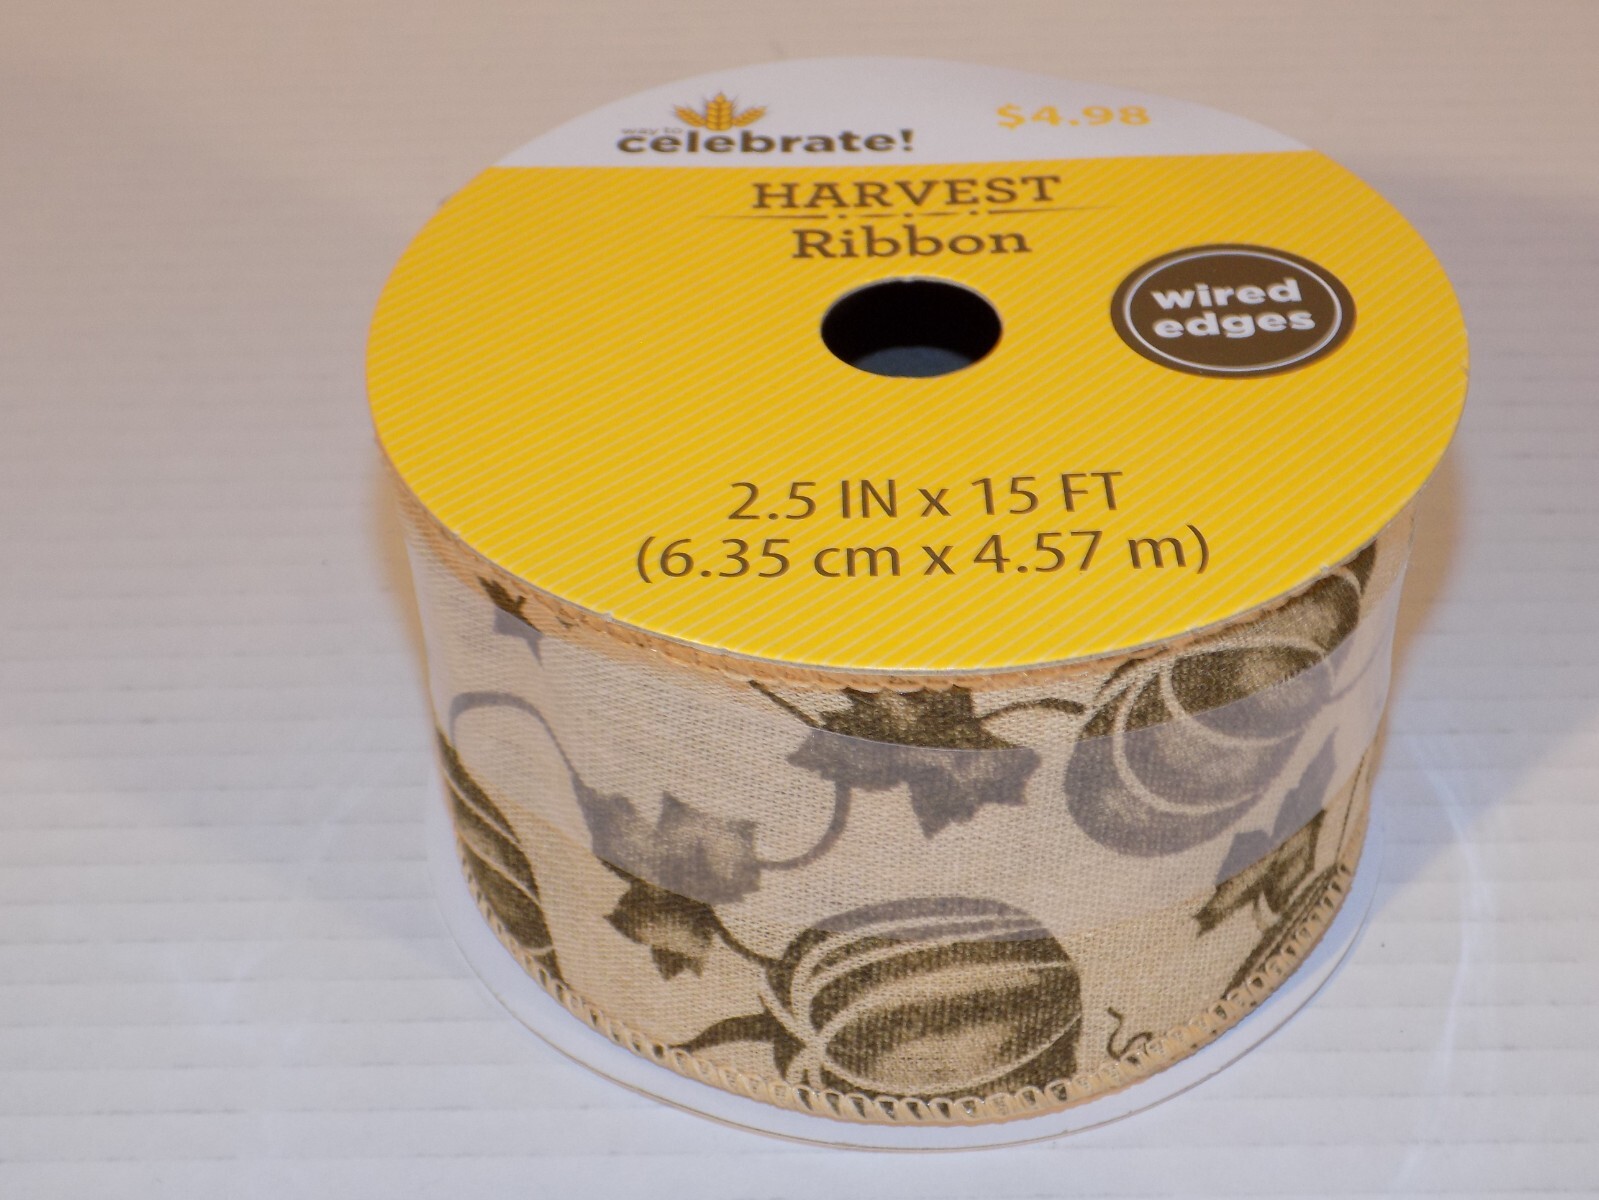 way to
celebrate!
$4.98
HARVEST
Ribbon
wired
edges
2.5 IN x 15 FT
(6.35 cm x 4.57 m)